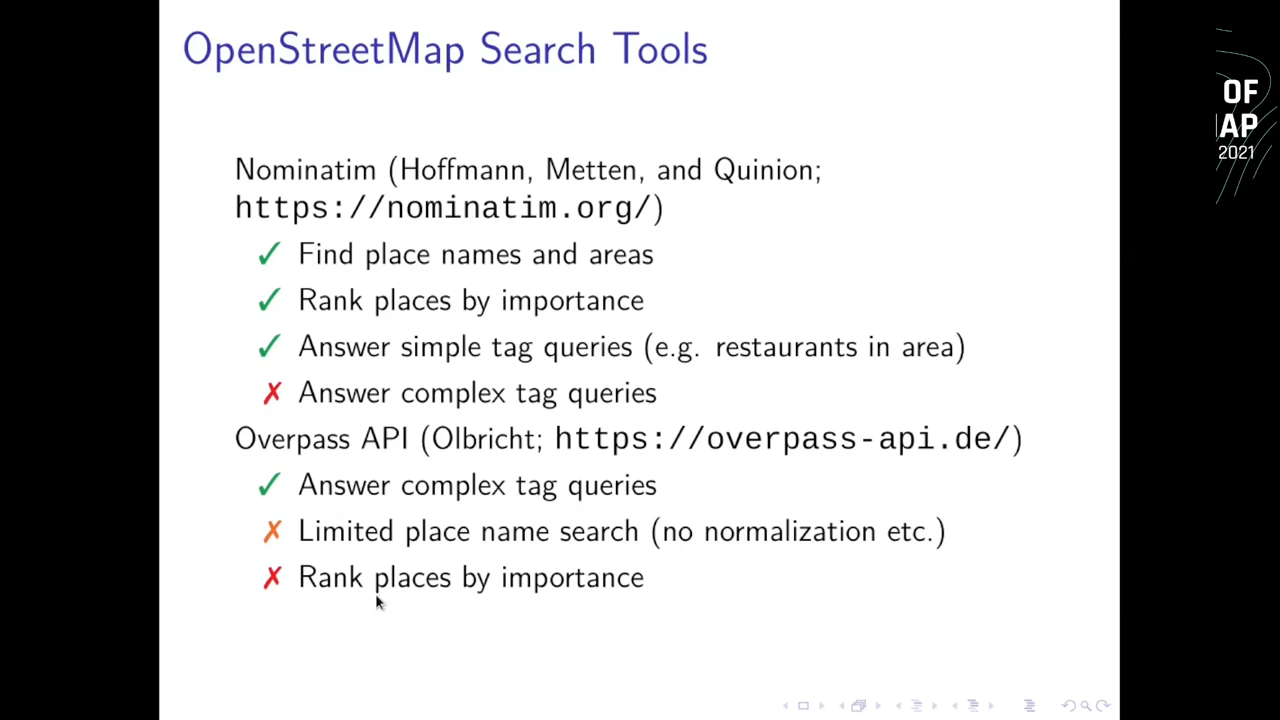 OpenStreetMap Search Tools
OF
MAP
2021
Nominatim (Hoffmann, Metten, and Quinion;
https://nominatim.org/)
✓ Find place names and areas
✓ Rank places by importance
✓ Answer simple tag queries (e.g. restaurants in area)
✗ Answer complex tag queries
Overpass API (Olbricht; https://overpass-api.de/)
✓ Answer complex tag queries
✗ Limited place name search (no normalization etc.)
✗ Rank places by importance